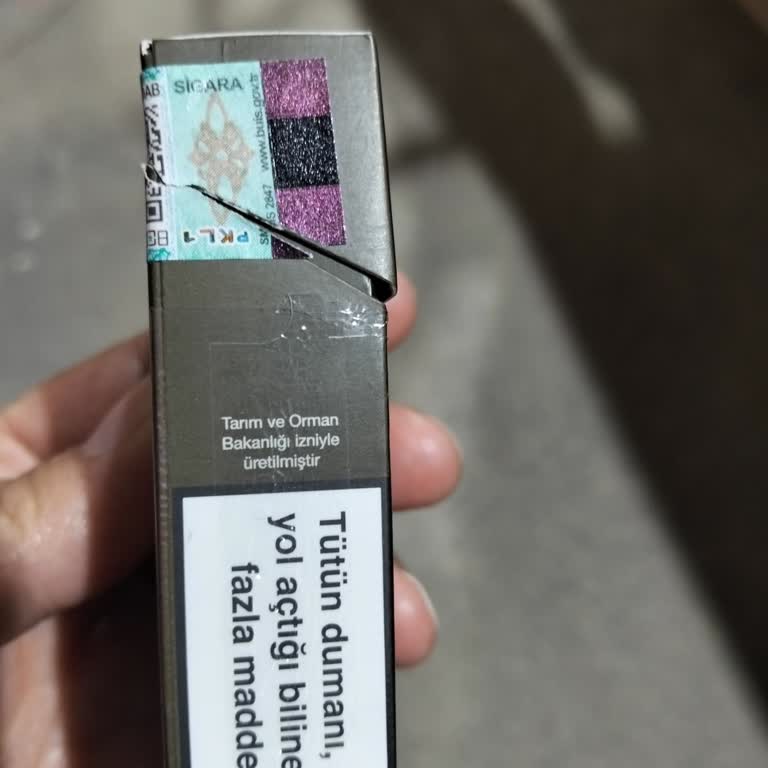 SİGARA
www.buis.gov.tr
PKL1
Tarım ve Orman
Bakanlığı izniyle
üretilmiştir
Tütün dumanı,
yol açtığı biline
fazla madde